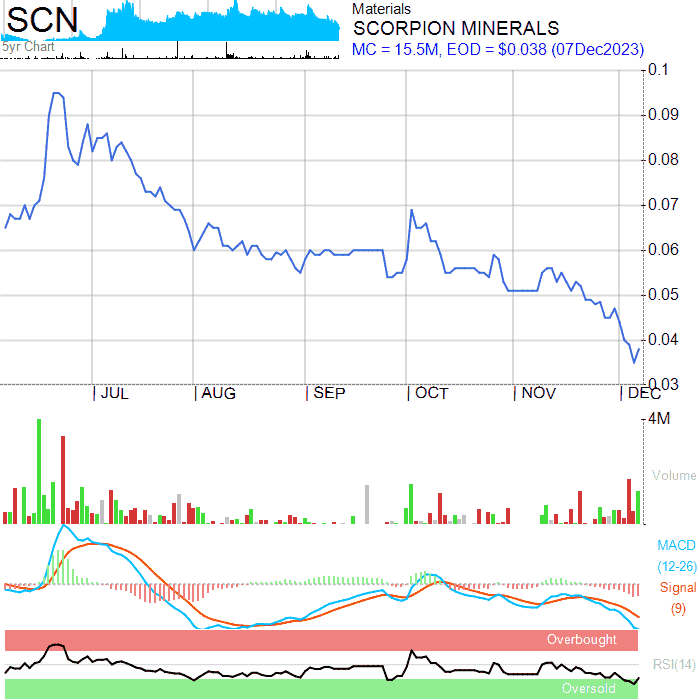 SCN
5yr Chart
Materials
SCORPION MINERALS
MC = 15.5M, EOD = $0.038 (07Dec2023)
0.1
0.09
0.08
0.07
0.06
0.05
0.04
0.03
JUL AUG SEP OCT NOV DEC
4M
Volume
MACD
(12-26)
Signal
(9)
Overbought
RSI(14)
Oversold